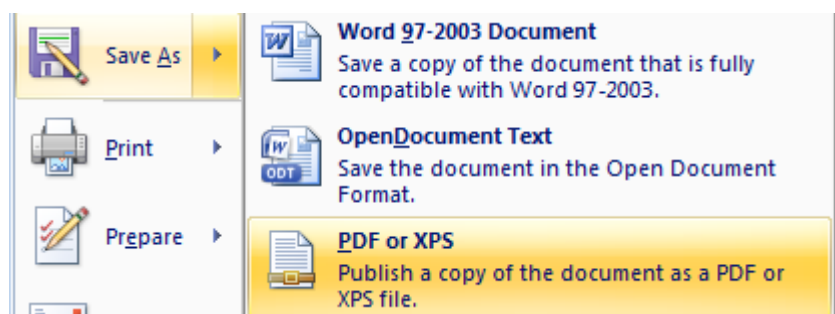 Save As
Word 97-2003 Document
Save a copy of the document that is fully
compatible with Word 97-2003.
Print
OpenDocument Text
ODT
Save the document in the Open Document
Format.
Prepare
PDF or XPS
Publish a copy of the document as a PDF or
XPS file.